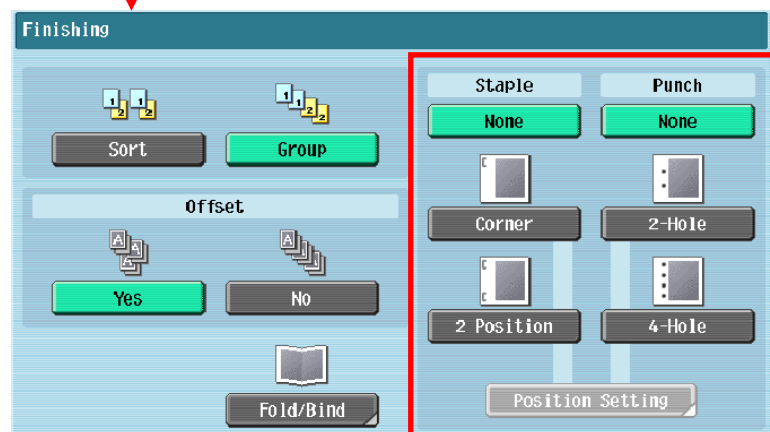 Finishing
Sort
Group
Offset
Yes
No
Fold/Bind
Staple
Punch
None
None
Corner
2-Hole
2 Position
4-Hole
Position Setting